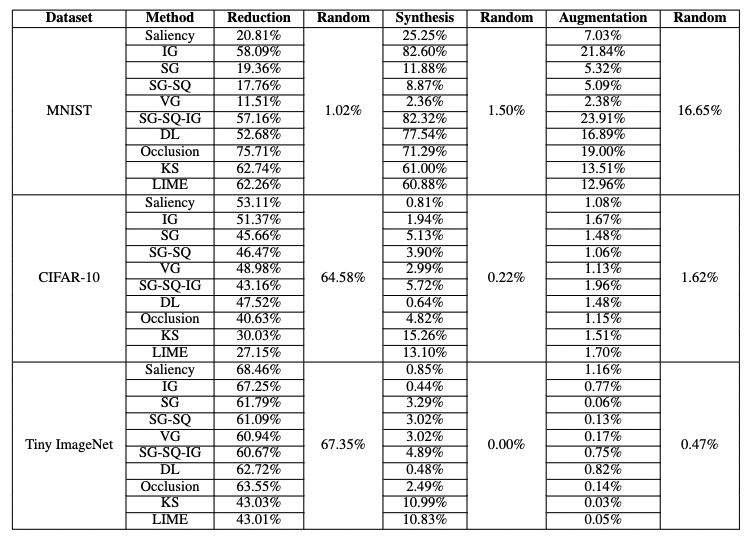 Dataset Method Reduction Random Synthesis Random Augmentation Random
Saliency 20.81% 25.25% 7.03%
IG 58.09% 82.60% 21.84%
SG 19.36% 11.88% 5.32%
SG-SQ 17.76% 8.87% 5.09%
MNIST VG 11.51% 1.02% 2.36% 1.50% 2.38% 16.65%
SG-SQ-IG 57.16% 82.32% 23.91%
DL 52.68% 77.54% 16.89%
Occlusion 75.71% 71.29% 19.00%
KS 62.74% 61.00% 13.51%
LIME 62.26% 60.88% 12.96%
Saliency 53.11% 0.81% 1.08%
IG 51.37% 1.94% 1.67%
SG 45.66% 5.13% 1.48%
SG-SQ 46.47% 3.90% 1.06%
CIFAR-10 VG 48.98% 64.58% 2.99% 0.22% 1.13% 1.62%
SG-SQ-IG 43.16% 5.72% 1.96%
DL 47.52% 0.64% 1.48%
Occlusion 40.63% 4.82% 1.15%
KS 30.03% 15.26% 1.51%
LIME 27.15% 13.10% 1.70%
Saliency 68.46% 0.85% 1.16%
IG 67.25% 0.44% 0.77%
SG 61.79% 3.29% 0.06%
SG-SQ 61.09% 3.02% 0.13%
Tiny ImageNet VG 60.94% 67.35% 3.02% 0.00% 0.17% 0.47%
SG-SQ-IG 60.67% 4.89% 0.75%
DL 62.72% 0.48% 0.82%
Occlusion 63.55% 2.49% 0.14%
KS 43.03% 10.99% 0.03%
LIME 43.01% 10.83% 0.05%